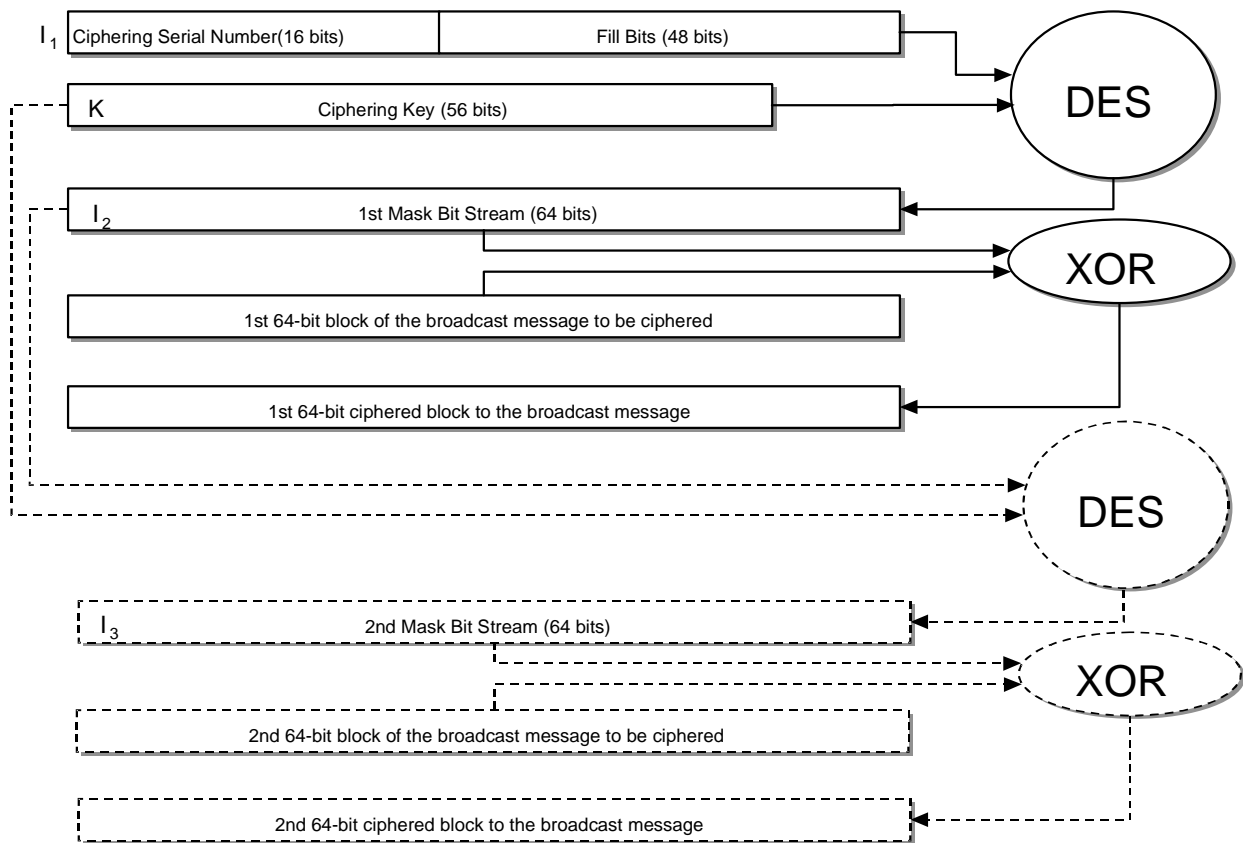 I1 Ciphering Serial Number(16 bits) Fill Bits (48 bits)
DES
K Ciphering Key (56 bits)
I2 1st Mask Bit Stream (64 bits)
XOR
1st 64-bit block of the broadcast message to be ciphered
1st 64-bit ciphered block to the broadcast message
DES
I3 2nd Mask Bit Stream (64 bits)
XOR
2nd 64-bit block of the broadcast message to be ciphered
2nd 64-bit ciphered block to the broadcast message